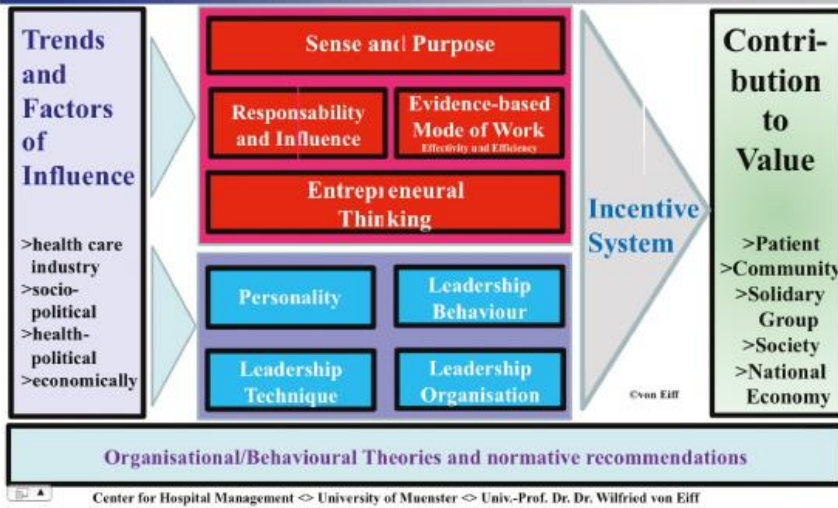 Trends
and
Factors
of
Influence
>health care
industry
>socio-
political
>health-
political
>economically
Sense and Purpose
Responsability
and Influence
Evidence-based
Mode of Work
Effectivity und Efficiency
Entrepreneural
Thinking
Personality
Leadership
Behaviour
Leadership
Technique
Leadership
Organisation
Incentive
System
©von Eiff
Contri-
bution
to
Value
>Patient
>Community
>Solidary
Group
>Society
>National
Economy
Organisational/Behavioural Theories and normative recommendations
Center for Hospital Management <> University of Muenster <> Univ.-Prof. Dr. Dr. Wilfried von Eiff